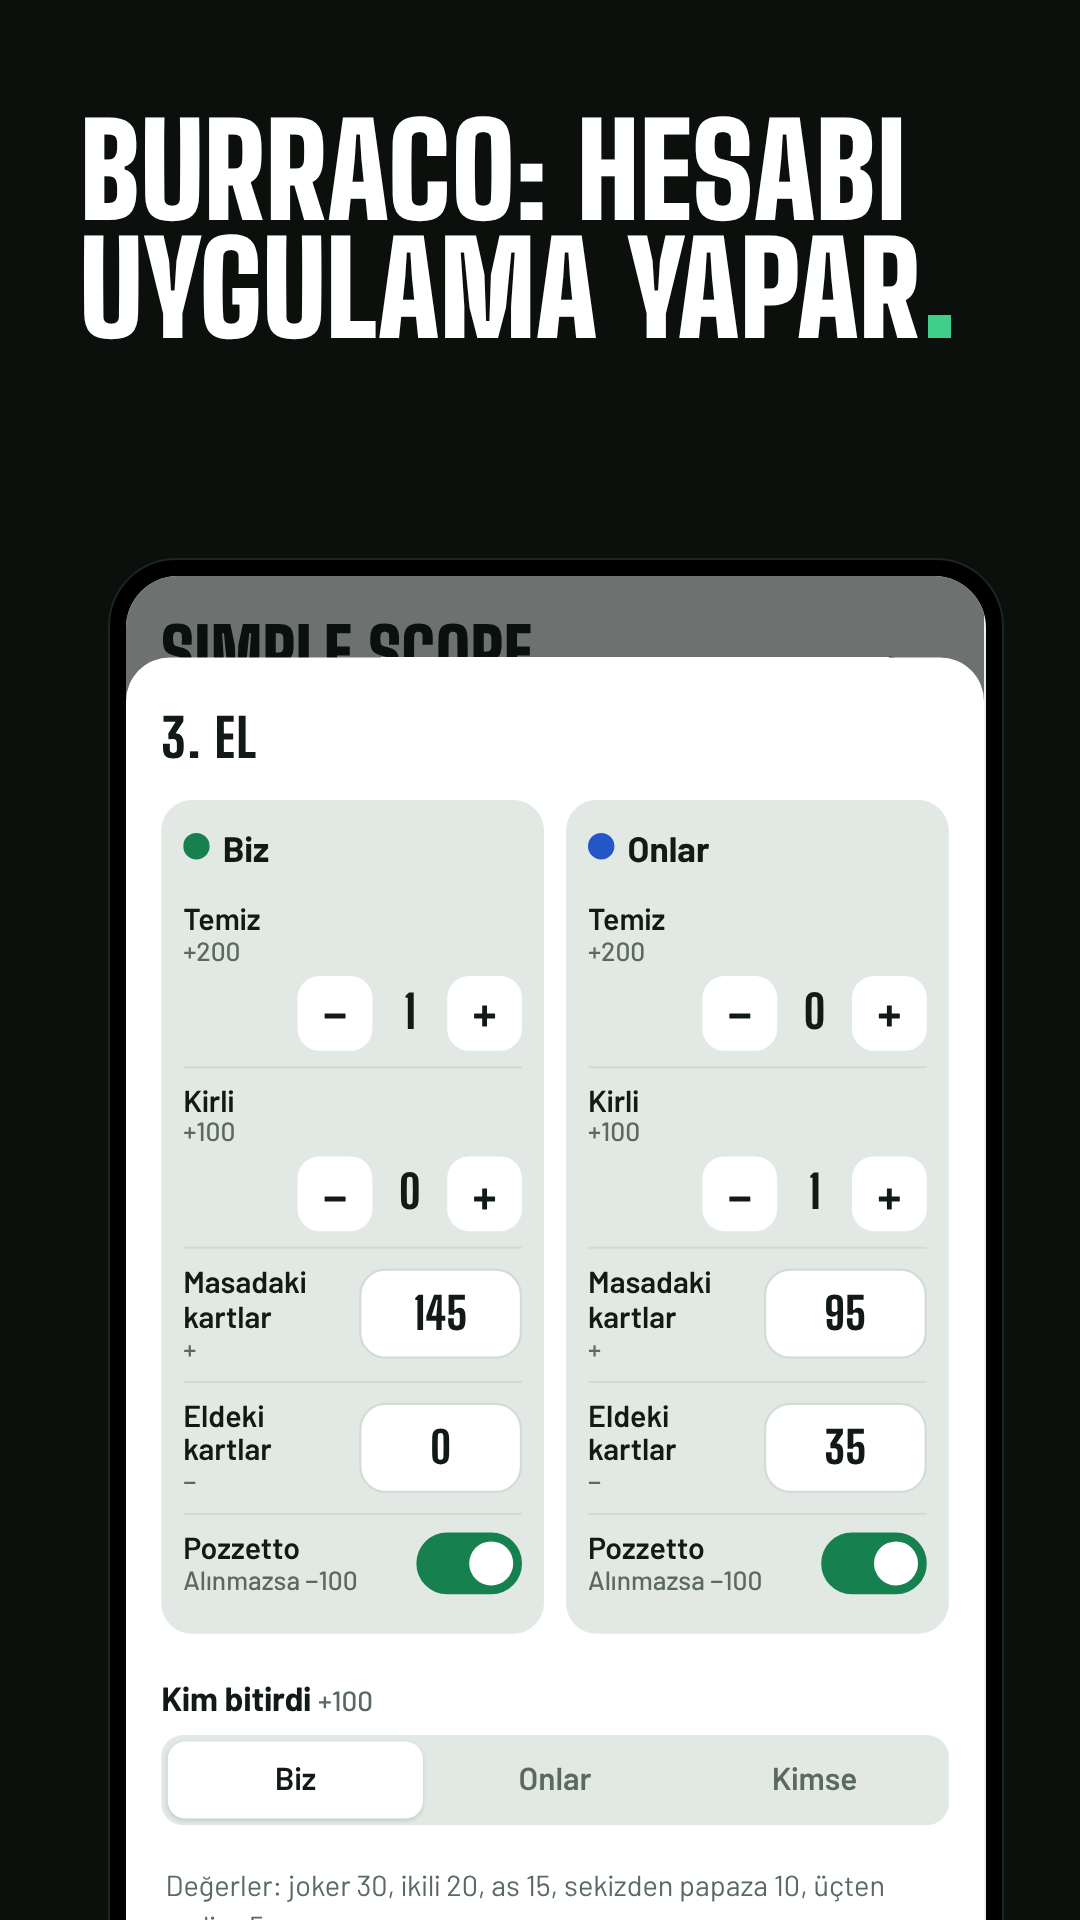 BURRACO: HESABI
UYGULAMA YAPAR.
SIMPLE SCORE
3. EL
Biz
Temiz
+200
− 1 +
Kirli
+100
− 0 +
Masadaki
kartlar
+
145
Eldeki
kartlar
−
0
Pozzetto
Alınmazsa −100
Onlar
Temiz
+200
− 0 +
Kirli
+100
− 1 +
Masadaki
kartlar
+
95
Eldeki
kartlar
−
35
Pozzetto
Alınmazsa −100
Kim bitirdi +100
Biz Onlar Kimse
Değerler: joker 30, ikili 20, as 15, sekizden papaza 10, üçten